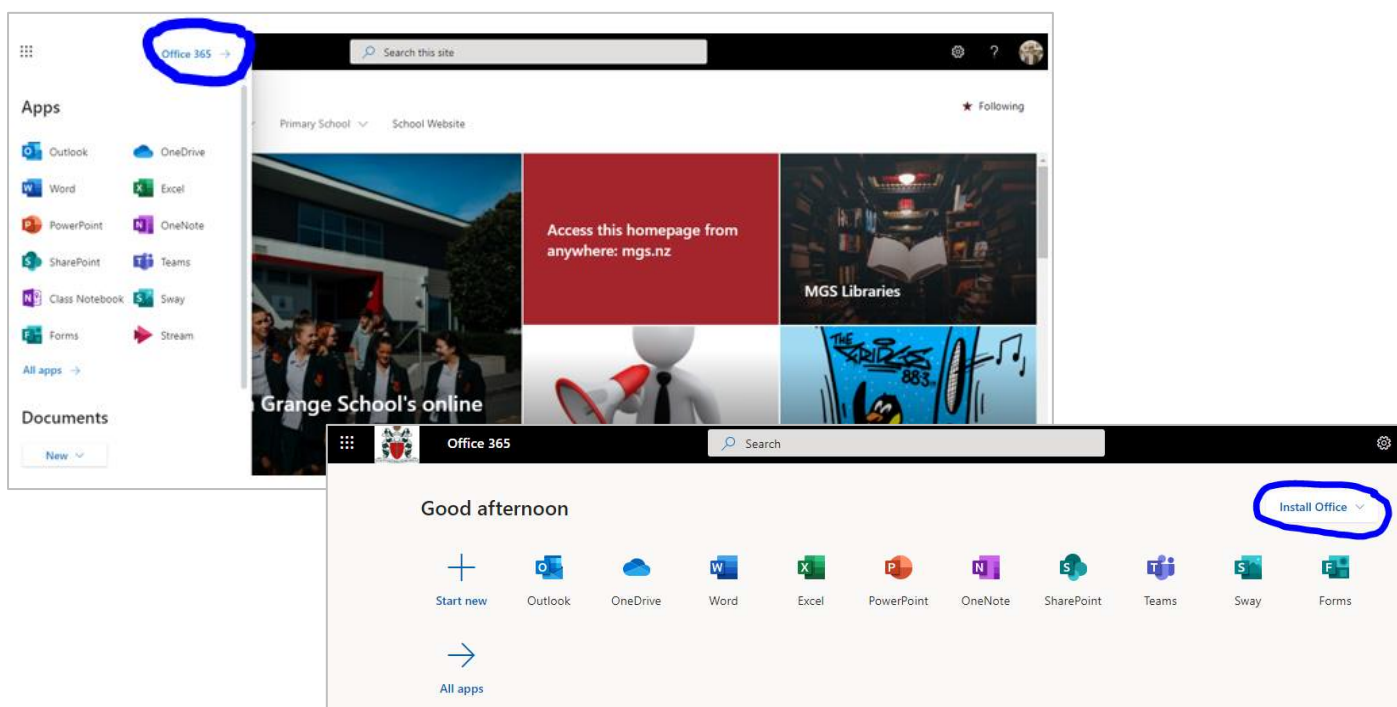 Office 365 →
Search this site
?
Apps
Following
Primary School
School Website
Outlook
OneDrive
Word
Excel
PowerPoint
OneNote
SharePoint
Teams
Class Notebook
Sway
Forms
Stream
All apps →
Documents
New
Access this homepage from
anywhere: mgs.nz
MGS Libraries
THE
88.3
Grange School's online
Office 365
Search
Good afternoon
Install Office
Start new
Outlook
OneDrive
Word
Excel
PowerPoint
OneNote
SharePoint
Teams
Sway
Forms
All apps